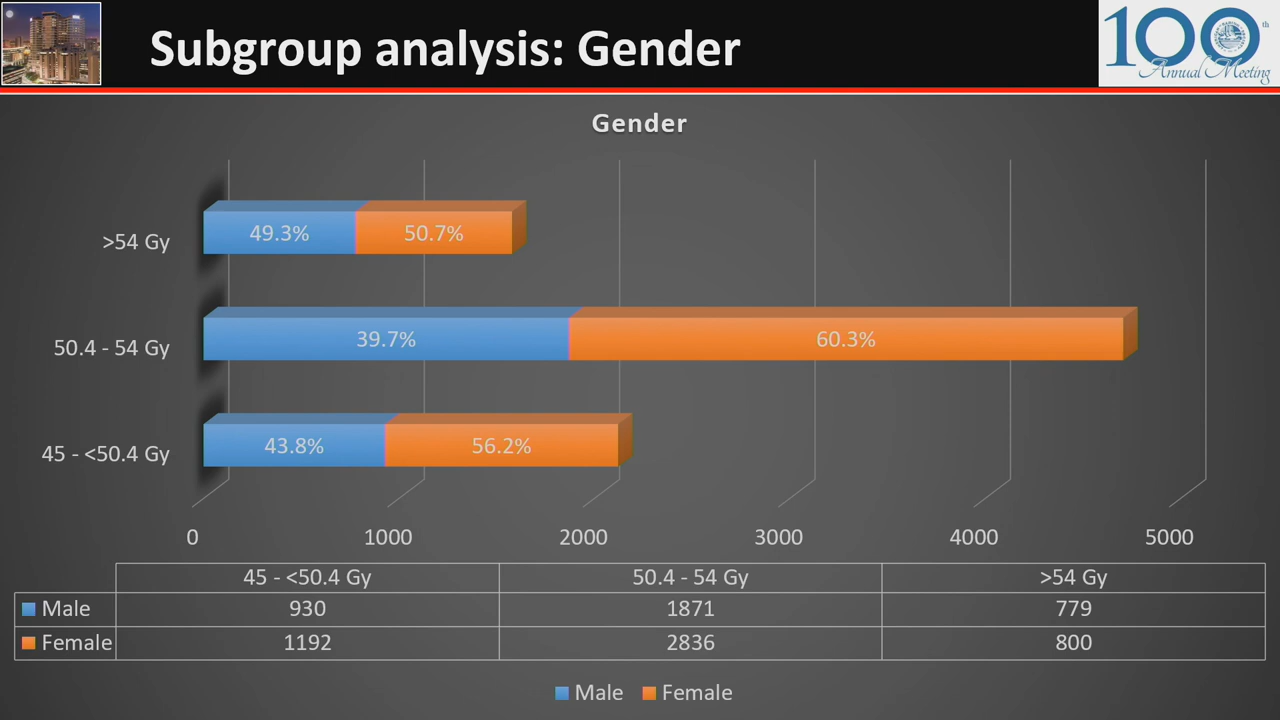 Subgroup analysis: Gender
100th
Annual Meeting
Gender
>54 Gy
49.3%
50.7%
50.4 - 54 Gy
39.7%
60.3%
45 - <50.4 Gy
43.8%
56.2%
0 1000 2000 3000 4000 5000
45 - <50.4 Gy 50.4 - 54 Gy >54 Gy
Male 930 1871 779
Female 1192 2836 800
Male Female